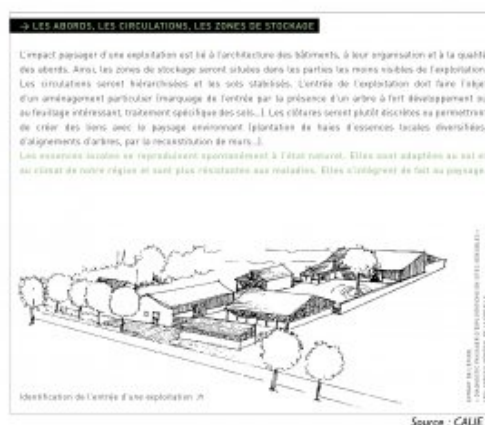 → LES ABORDS, LES CIRCULATIONS, LES ZONES DE STOCKAGE
L'impact paysager d'une exploitation est lié à l'architecture des bâtiments, à leur organisation et à la qualité
des abords. Ainsi, les zones de stockage seront situées dans les parties les moins visibles de l'exploitation.
Les circulations seront hiérarchisées et les sols stabilisés. L'entrée de l'exploitation doit faire l'objet
d'un aménagement particulier (marquage de l'entrée par la présence d'un arbre à fort développement ou
au feuillage intéressant, traitement spécifique des sols...). Les clôtures seront plutôt discrètes ou permettront
de créer des liens avec le paysage environnant (plantation de haies d'essences locales diversifiées,
d'alignements d'arbres, par la reconstitution de murs...).
Les essences locales se reproduisent spontanément à l'état naturel. Elles sont adaptées au sol et
au climat de notre région et sont plus résistantes aux maladies. Elles s'intègrent de fait au paysage.
Identification de l'entrée d'une exploitation ↗
Source : CAUE